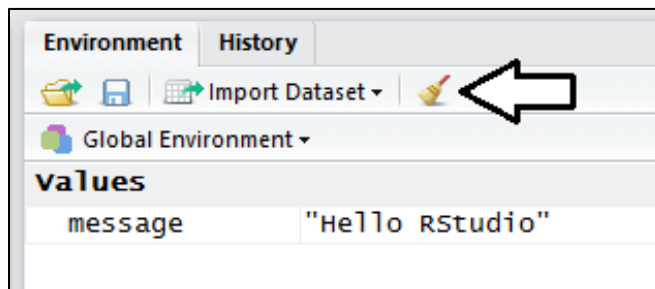 Environment History
Import Dataset
Global Environment
Values
message "Hello RStudio"